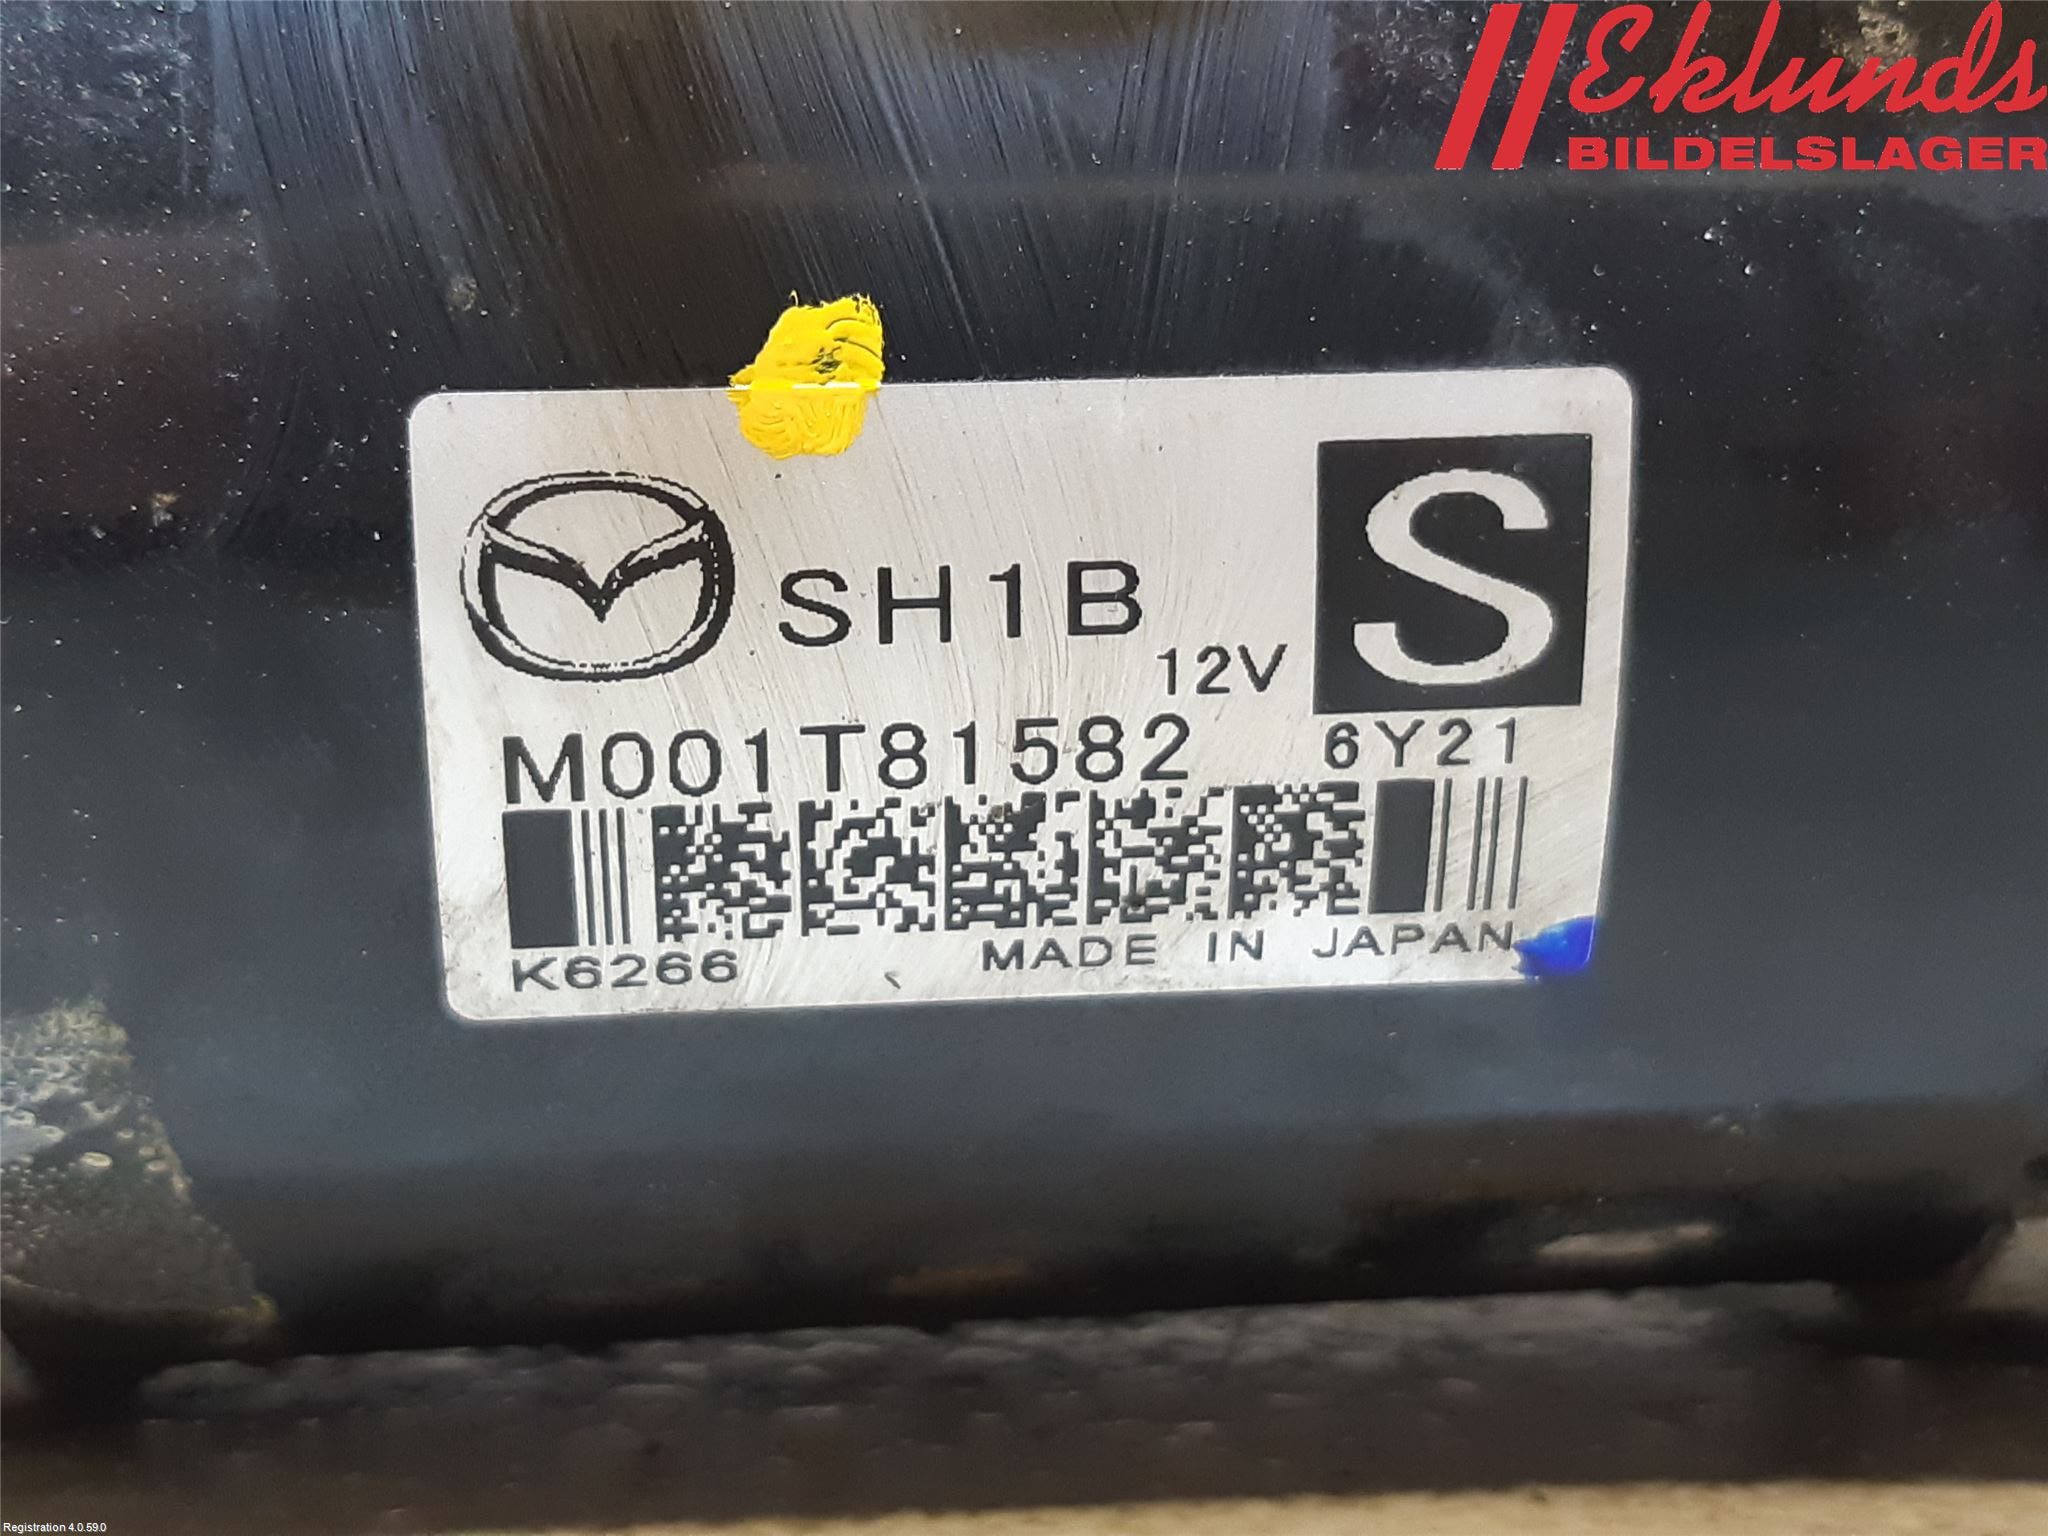 Eklunds
BILDELSLAGER
SH1B
12V
S
M001T81582
6Y21
K6266
MADE IN JAPAN
Registration 4.0.59.0